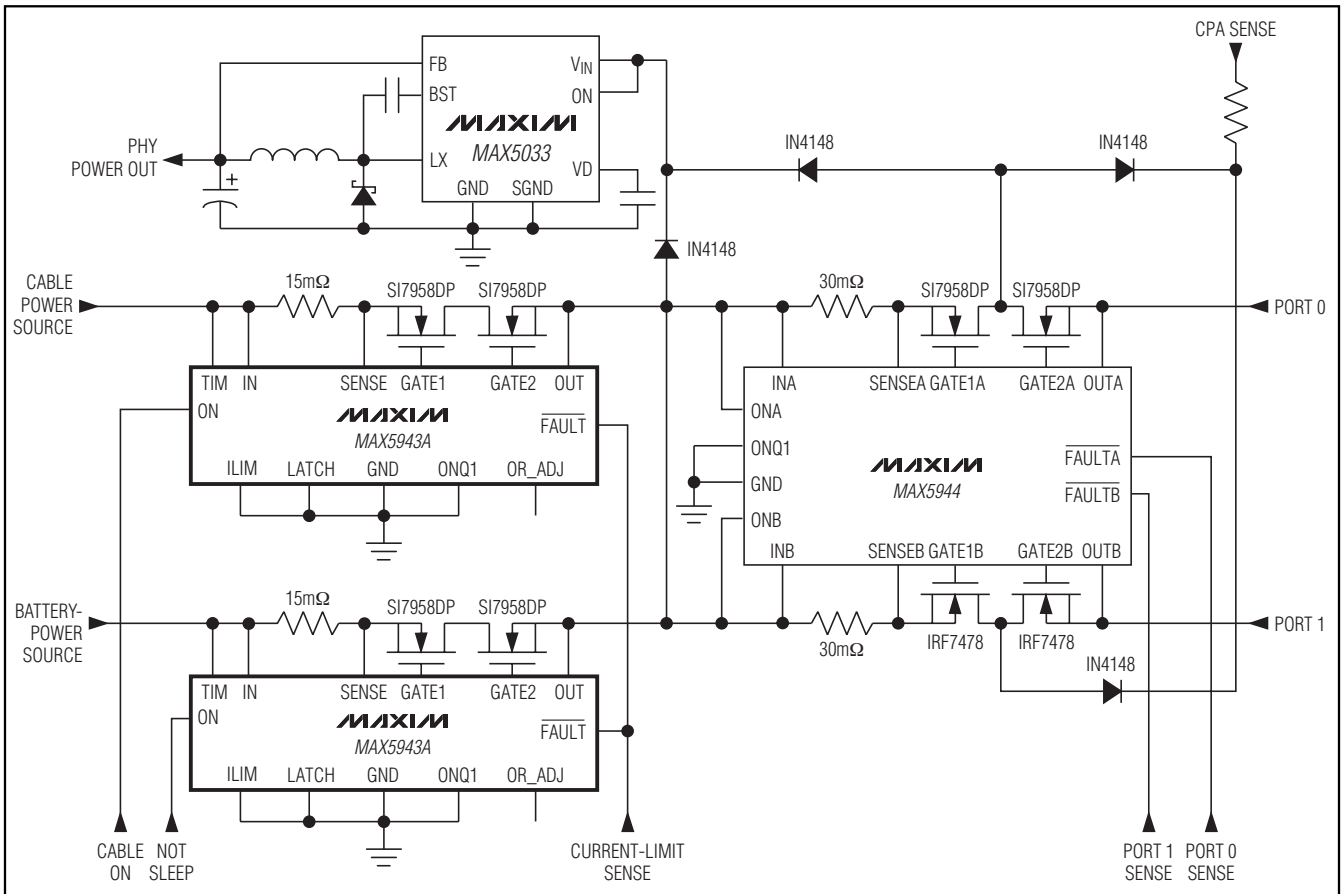 CPA SENSE
FB
VIN
BST
ON
MAXIM
MAX5033
LX
VD
GND SGND
PHY
POWER OUT
+
IN4148
IN4148
IN4148
CABLE
POWER
SOURCE
15mΩ
SI7958DP SI7958DP
30mΩ
SI7958DP SI7958DP
PORT 0
TIM IN SENSE GATE1 GATE2 OUT
ON
MAXIM
MAX5943A
FAULT
ILIM LATCH GND ONQ1 OR_ADJ
INA SENSEA GATE1A GATE2A OUTA
ONA
ONQ1
GND
ONB
MAXIM
MAX5944
FAULTA
FAULTB
INB SENSEB GATE1B GATE2B OUTB
BATTERY-
POWER
SOURCE
15mΩ
SI7958DP SI7958DP
30mΩ
IRF7478 IRF7478
PORT 1
IN4148
TIM IN SENSE GATE1 GATE2 OUT
ON
MAXIM
MAX5943A
FAULT
ILIM LATCH GND ONQ1 OR_ADJ
CABLE
ON
NOT
SLEEP
CURRENT-LIMIT
SENSE
PORT 1
SENSE
PORT 0
SENSE